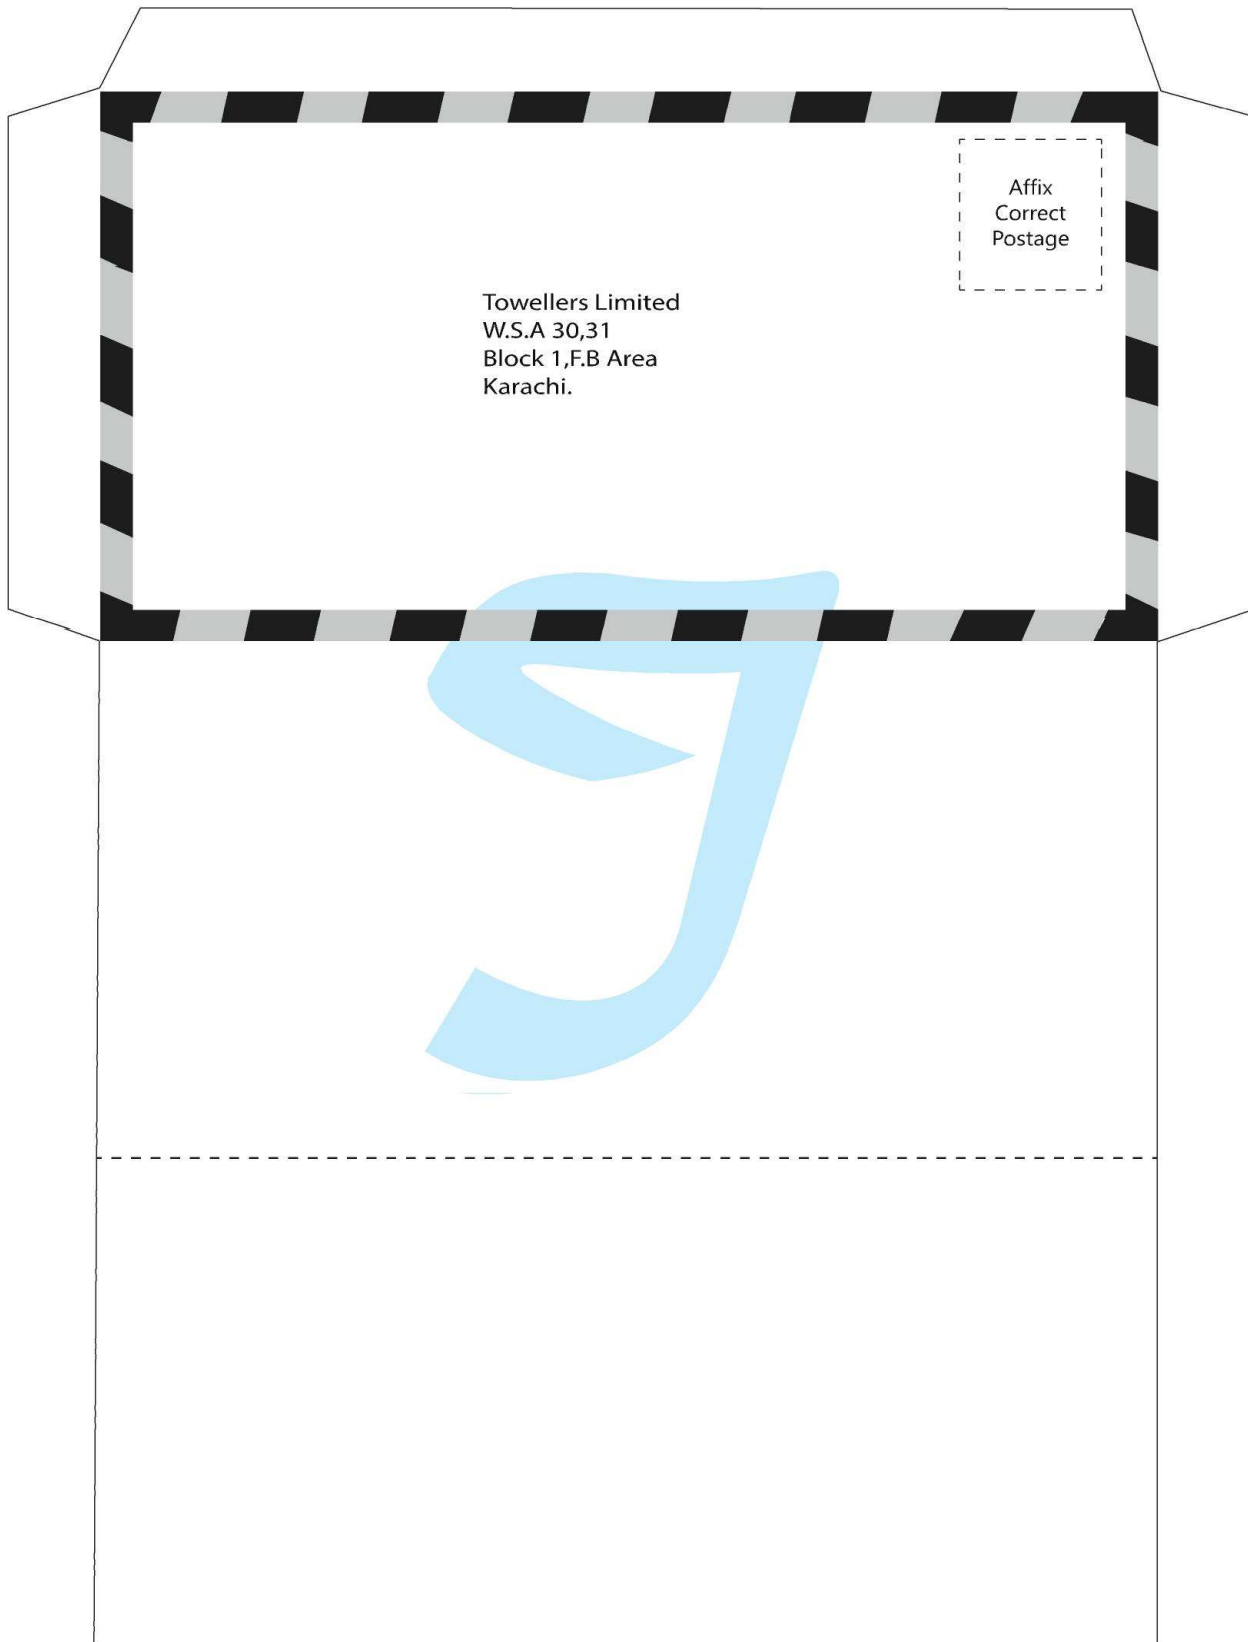 Affix
Correct
Postage
Towellers Limited
W.S.A 30,31
Block 1,F.B Area
Karachi.